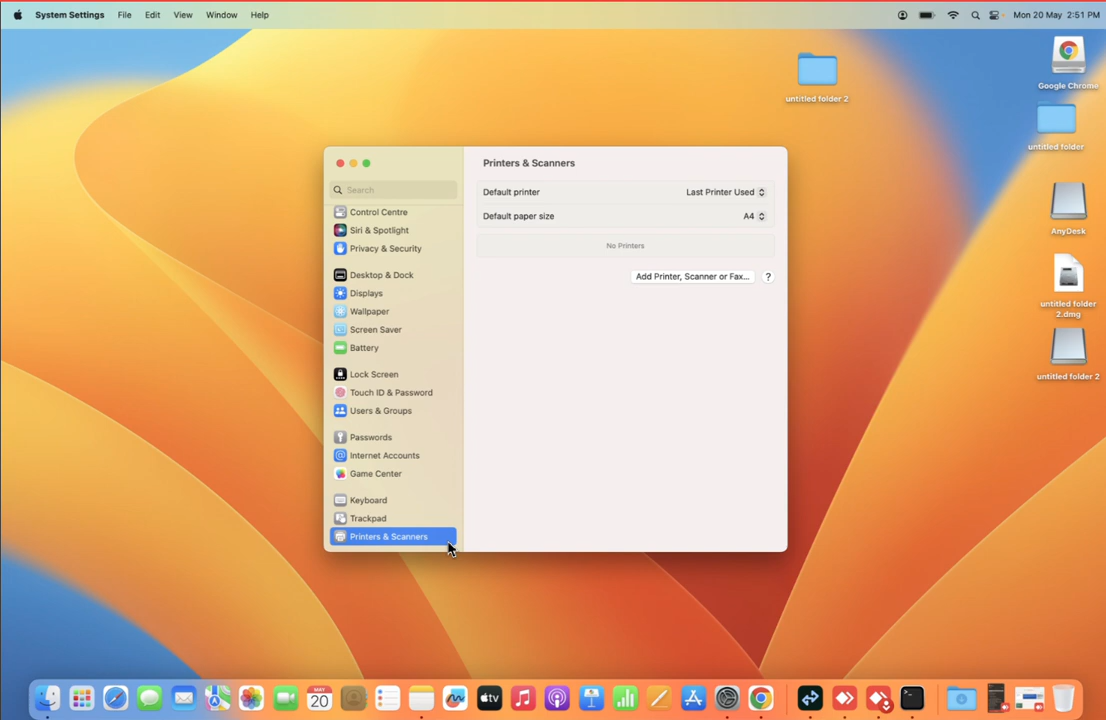 System Settings File Edit View Window Help Mon 20 May 2:51 PM
untitled folder 2
Google Chrome
untitled folder
AnyDesk
untitled folder
2.dmg
untitled folder 2
Search
Control Centre
Siri & Spotlight
Privacy & Security
Desktop & Dock
Displays
Wallpaper
Screen Saver
Battery
Lock Screen
Touch ID & Password
Users & Groups
Passwords
Internet Accounts
Game Center
Keyboard
Trackpad
Printers & Scanners
Printers & Scanners
Default printer Last Printer Used
Default paper size A4
No Printers
Add Printer, Scanner or Fax... ?
MAY
20
tv